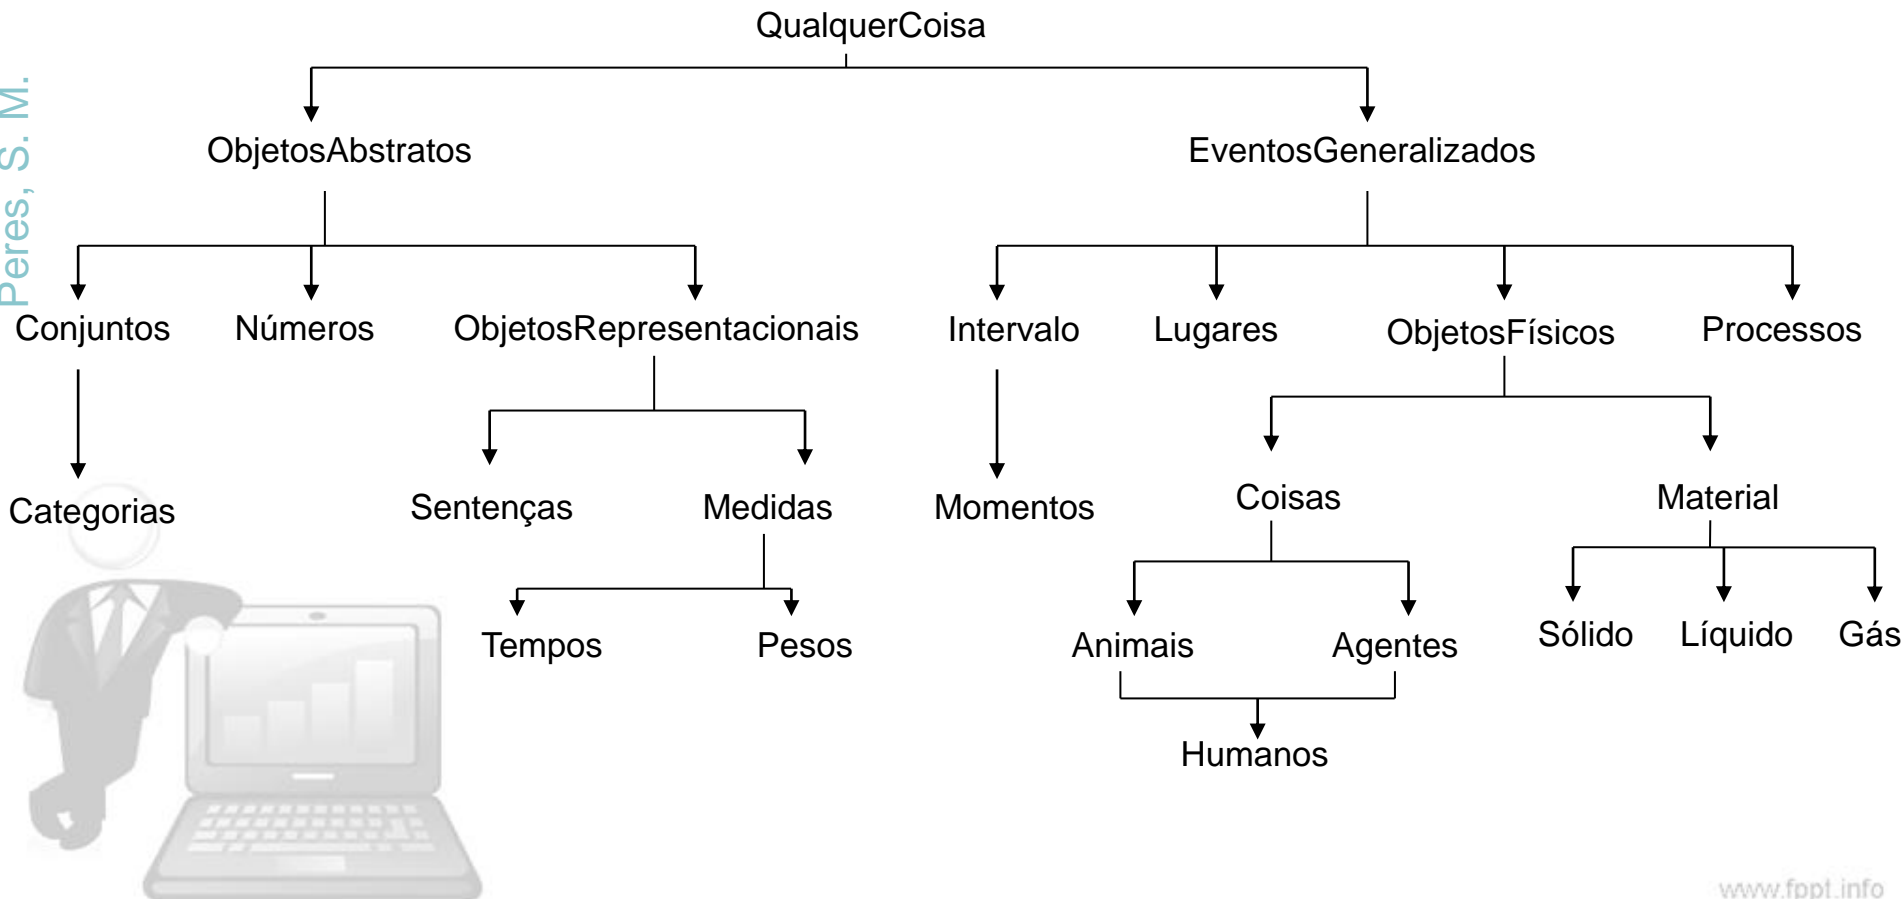 QualquerCoisa
Peres, S. M.
ObjetosAbstratos EventosGeneralizados
Conjuntos Números ObjetosRepresentacionais Intervalo Lugares ObjetosFísicos Processos
Categorias Sentenças Medidas Momentos Coisas Material
Tempos Pesos Animais Agentes Sólido Líquido Gás
Humanos
www.fppt.info